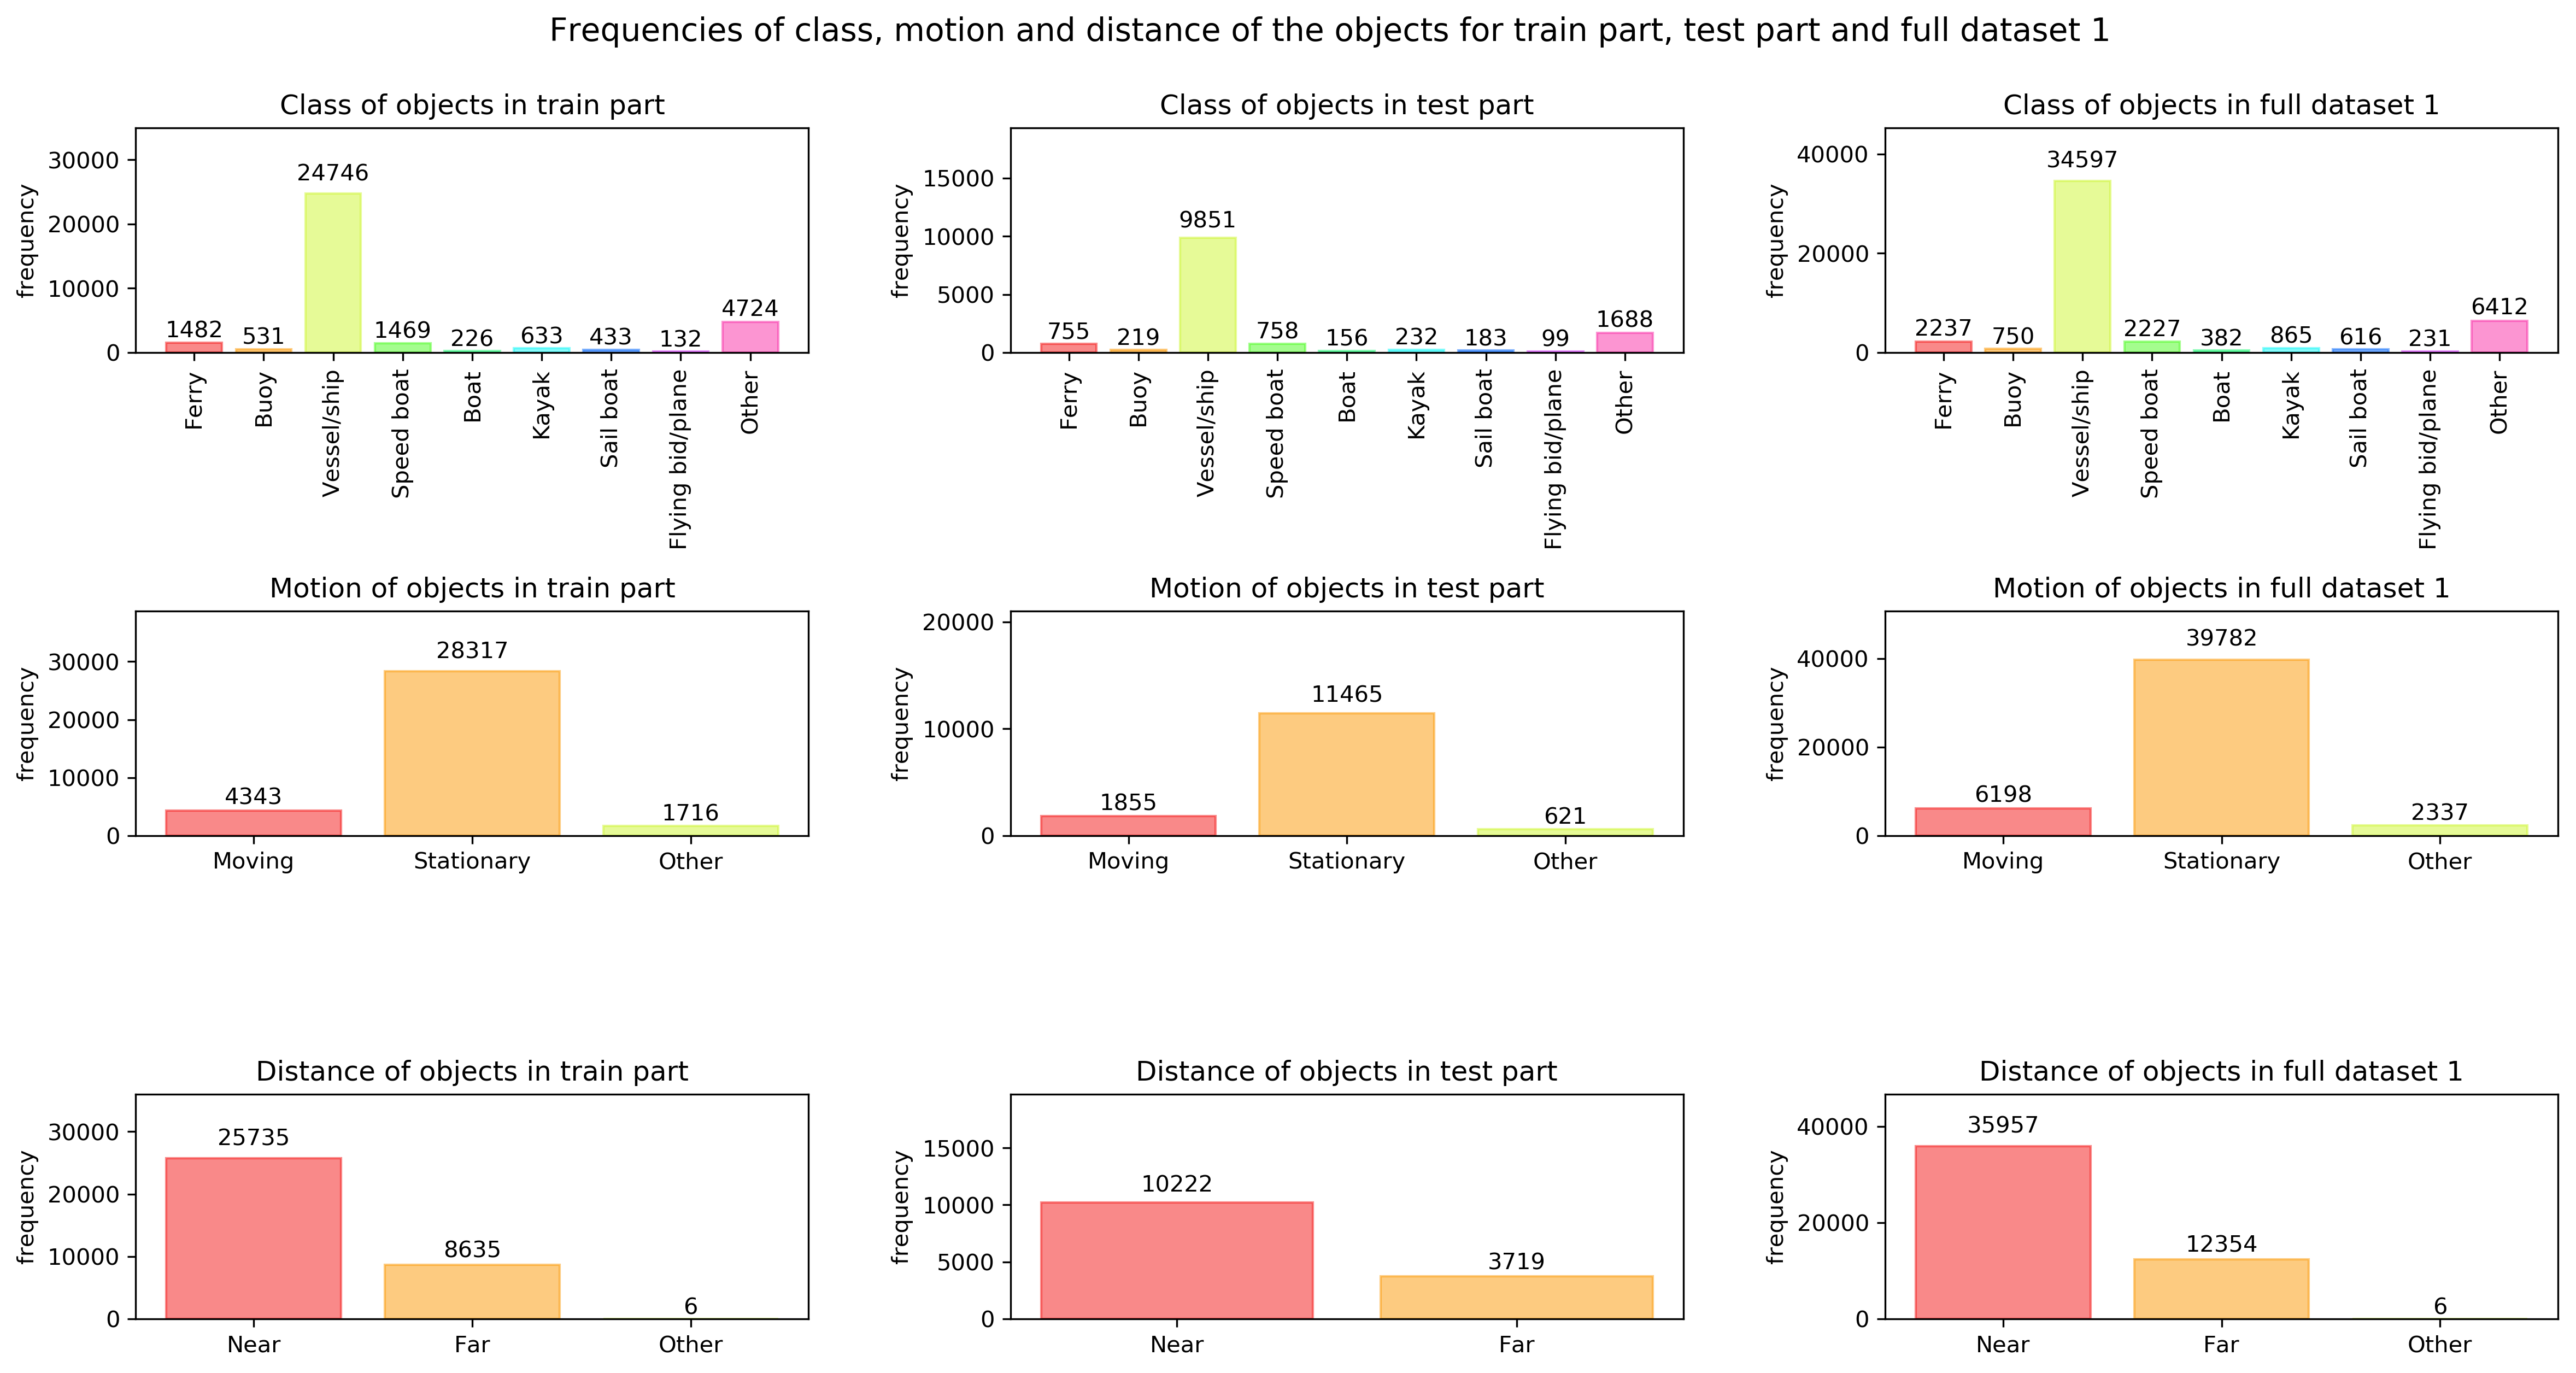 Frequencies of class, motion and distance of the objects for train part, test part and full dataset 1
Class of objects in train part
frequency
30000
20000
10000
0
1482
531
24746
1469
226
633
433
132
4724
Ferry
Buoy
Vessel/ship
Speed boat
Boat
Kayak
Sail boat
Flying bid/plane
Other
Class of objects in test part
frequency
15000
10000
5000
0
755
219
9851
758
156
232
183
99
1688
Ferry
Buoy
Vessel/ship
Speed boat
Boat
Kayak
Sail boat
Flying bid/plane
Other
Class of objects in full dataset 1
frequency
40000
20000
0
2237
750
34597
2227
382
865
616
231
6412
Ferry
Buoy
Vessel/ship
Speed boat
Boat
Kayak
Sail boat
Flying bid/plane
Other
Motion of objects in train part
frequency
30000
20000
10000
0
4343
28317
1716
Moving
Stationary
Other
Motion of objects in test part
frequency
20000
10000
0
1855
11465
621
Moving
Stationary
Other
Motion of objects in full dataset 1
frequency
40000
20000
0
6198
39782
2337
Moving
Stationary
Other
Distance of objects in train part
frequency
30000
20000
10000
0
25735
8635
6
Near
Far
Other
Distance of objects in test part
frequency
15000
10000
5000
0
10222
3719
Near
Far
Distance of objects in full dataset 1
frequency
40000
20000
0
35957
12354
6
Near
Far
Other